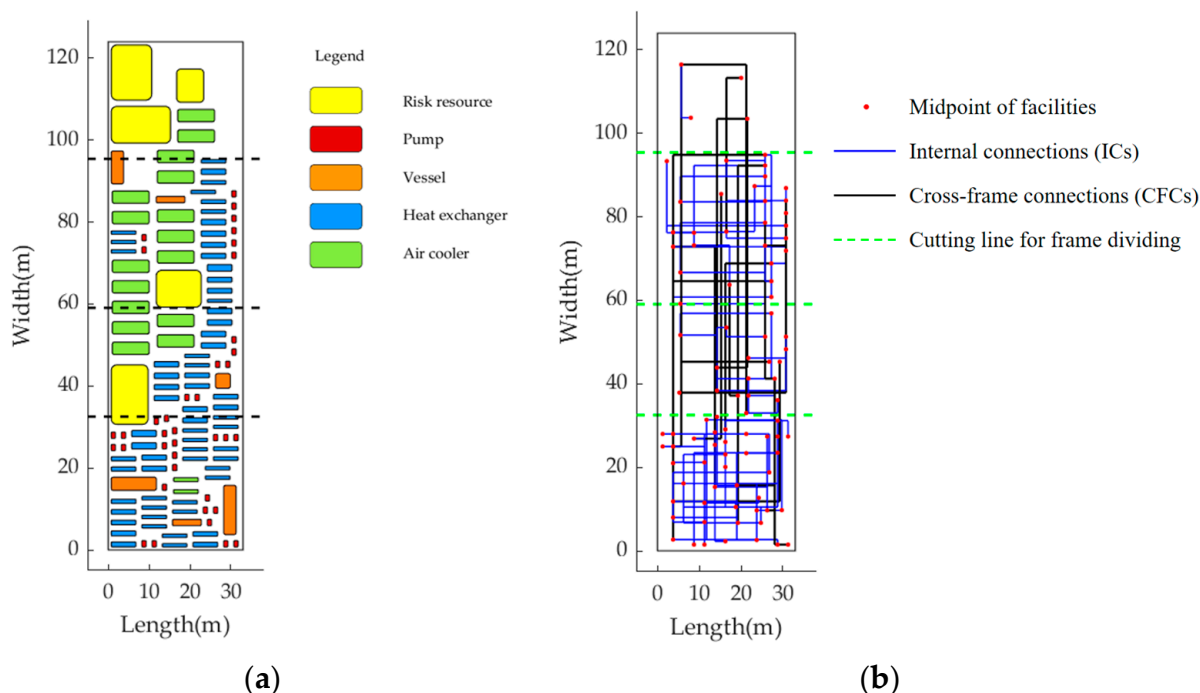 Legend
Risk resource
Pump
Vessel
Heat exchanger
Air cooler
Width(m)
120
100
80
60
40
20
0
0 10 20 30
Length(m)
(a)
Midpoint of facilities
Internal connections (ICs)
Cross-frame connections (CFCs)
Cutting line for frame dividing
Width(m)
120
100
80
60
40
20
0
0 10 20 30
Length(m)
(b)